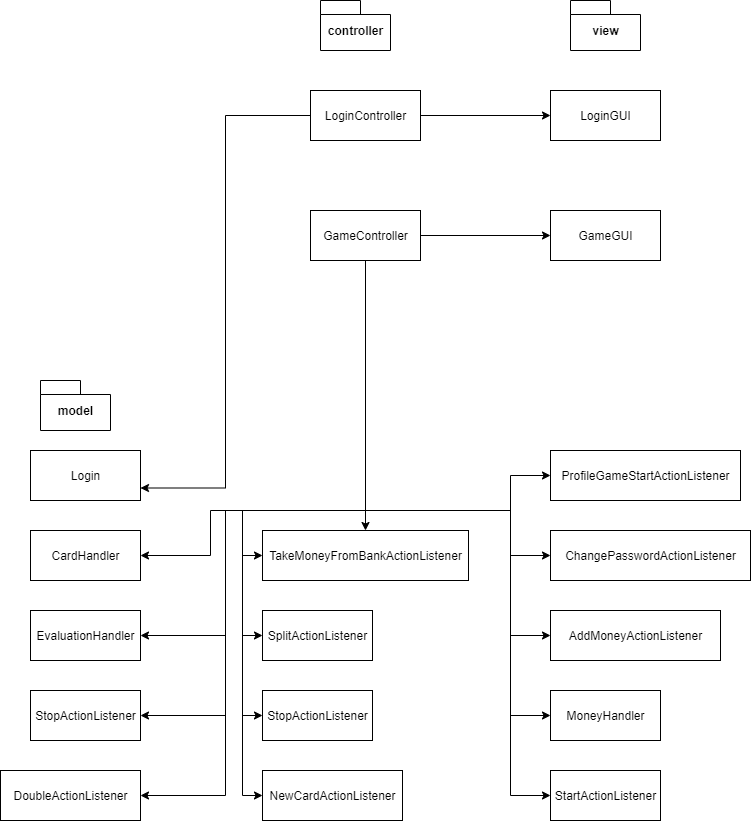 controller
view
LoginController
LoginGUI
GameController
GameGUI
model
Login
ProfileGameStartActionListener
CardHandler
TakeMoneyFromBankActionListener
ChangePasswordActionListener
EvaluationHandler
SplitActionListener
AddMoneyActionListener
StopActionListener
StopActionListener
MoneyHandler
DoubleActionListener
NewCardActionListener
StartActionListener